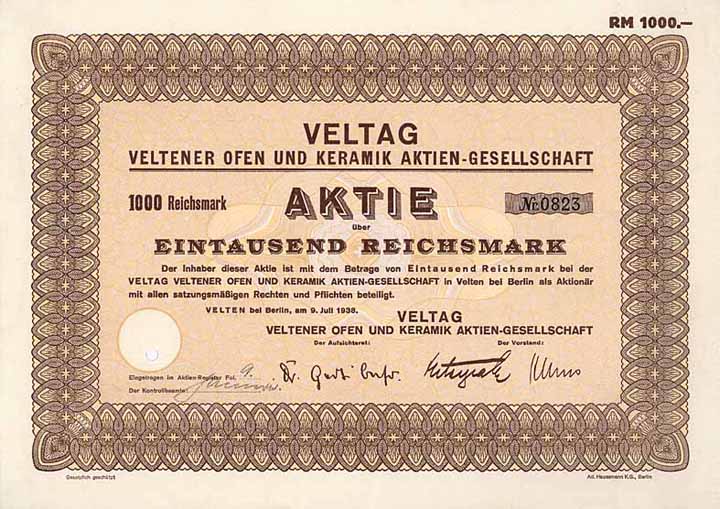 RM 1000.—
VELTAG
VELTENER OFEN UND KERAMIK AKTIEN-GESELLSCHAFT
1000 Reichsmark AKTIE Nr. 0823
über
EINTAUSEND REICHSMARK
Der Inhaber dieser Aktie ist mit dem Betrage von Eintausend Reichsmark bei der
VELTAG VELTENER OFEN UND KERAMIK AKTIEN-GESELLSCHAFT in Velten bei Berlin als Aktionär
mit allen satzungsmäßigen Rechten und Pflichten beteiligt.
VELTEN bei Berlin, am 9. Juli 1938.
VELTAG
VELTENER OFEN UND KERAMIK AKTIEN-GESELLSCHAFT
Der Aufsichtsrat: Der Vorstand:
Eingetragen im Aktien-Register Fol. 9.
Der Kontrollbeamte:
Gesetzlich geschützt Ad. Hausmann K.G., Berlin